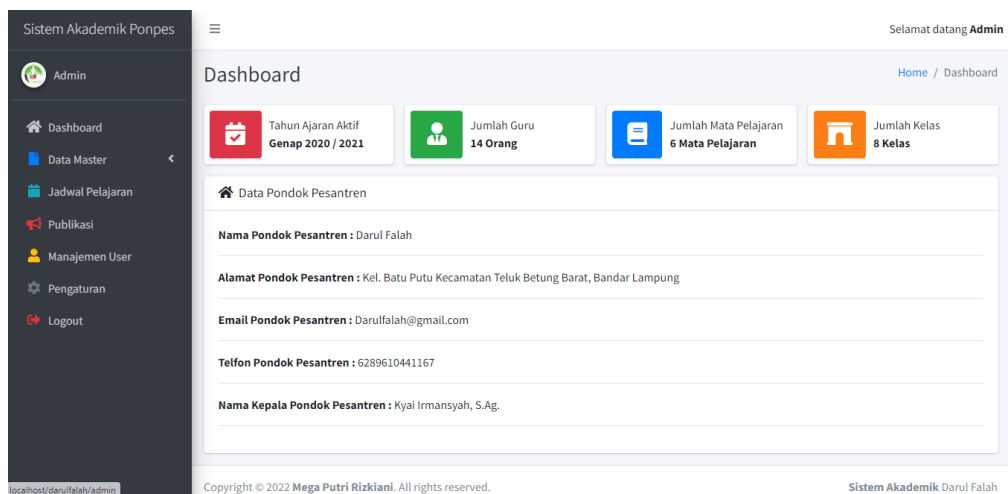 Sistem Akademik Ponpes
Selamat datang Admin
Admin
Dashboard
Home / Dashboard
Dashboard
Data Master
Jadwal Pelajaran
Publikasi
Manajemen User
Pengaturan
Logout
Tahun Ajaran Aktif
Genap 2020 / 2021
Jumlah Guru
14 Orang
Jumlah Mata Pelajaran
6 Mata Pelajaran
Jumlah Kelas
8 Kelas
Data Pondok Pesantren
Nama Pondok Pesantren : Darul Falah
Alamat Pondok Pesantren : Kel. Batu Putu Kecamatan Teluk Betung Barat, Bandar Lampung
Email Pondok Pesantren : Darulfalah@gmail.com
Telfon Pondok Pesantren : 6289610441167
Nama Kepala Pondok Pesantren : Kyai Irmansyah, S.Ag.
localhost/darulfalah/admin
Copyright © 2022 Mega Putri Rizkiani. All rights reserved.
Sistem Akademik Darul Falah